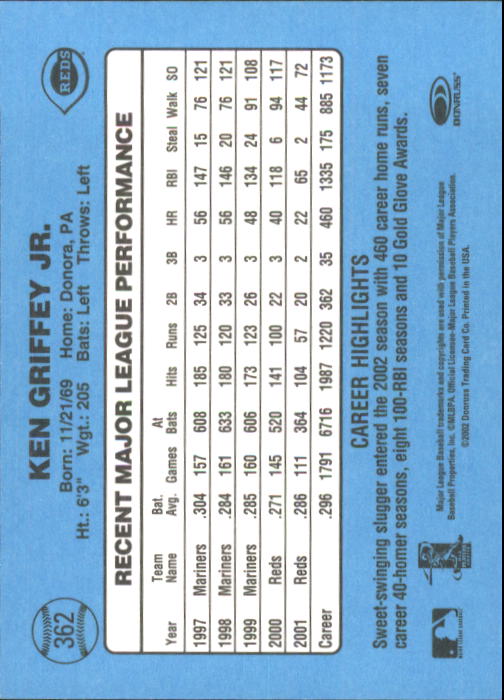 362
KEN GRIFFEY JR.
REDS
Born: 11/21/69 Home: Donora, PA
Ht.: 6'3" Wgt.: 205 Bats: Left Throws: Left
RECENT MAJOR LEAGUE PERFORMANCE
Year Team Name Bat. Avg. Games At Bats Hits Runs 2B 3B HR RBI Steal Walk SO
1997 Mariners .304 157 608 185 125 34 3 56 147 15 76 121
1998 Mariners .284 161 633 180 120 33 3 56 146 20 76 121
1999 Mariners .285 160 606 173 123 26 3 48 134 24 91 108
2000 Reds .271 145 520 141 100 22 3 40 118 6 94 117
2001 Reds .286 111 364 104 57 20 2 22 65 2 44 72
Career .296 1791 6716 1987 1220 362 35 460 1335 175 885 1173
CAREER HIGHLIGHTS
Sweet-swinging slugger entered the 2002 season with 460 career home runs, seven
career 40-homer seasons, eight 100-RBI seasons and 10 Gold Glove Awards.
Major League Baseball trademarks and copyrights are used with permission of Major League
Baseball Properties, Inc. ©MLBPA. Official Licensee-Major League Baseball Players Association.
©2002 Donruss Trading Card Co. Printed in the USA.
DONRUSS